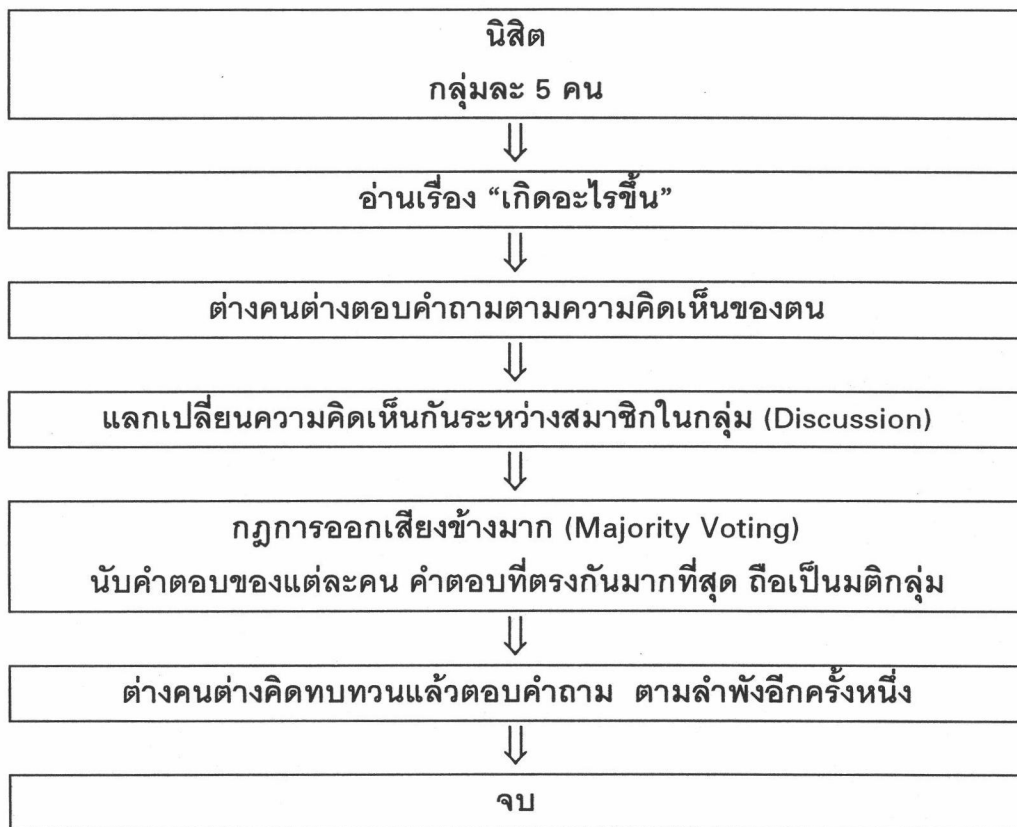 นิสิต
กลุ่มละ 5 คน
อ่านเรื่อง “เกิดอะไรขึ้น”
ต่างคนต่างตอบคำถามตามความคิดเห็นของตน
แลกเปลี่ยนความคิดเห็นกันระหว่างสมาชิกในกลุ่ม (Discussion)
กฎการออกเสียงข้างมาก (Majority Voting)
นับคำตอบของแต่ละคน คำตอบที่ตรงกันมากที่สุด ถือเป็นมติกลุ่ม
ต่างคนต่างคิดทบทวนแล้วตอบคำถาม ตามลำพังอีกครั้งหนึ่ง
จบ